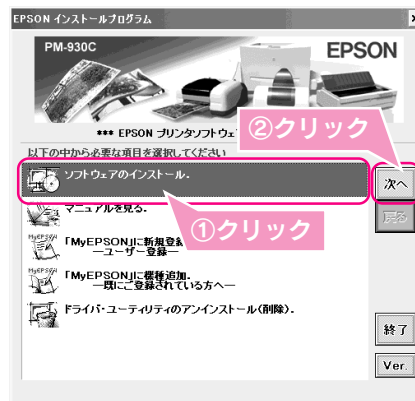 EPSON インストールプログラム
PM-930C
EPSON
*** EPSON プリンタソフトウェ
②クリック
以下の中から必要な項目を選択してください
ソフトウェアのインストール.
次へ
マニュアルを見る.
戻る
①クリック
MyEPSON
「MyEPSON」に新規登録
―ユーザー登録―
MyEPSON
「MyEPSON」に機種追加.
―既にご登録されている方へ―
ドライバ・ユーティリティのアンインストール(削除).
終了
Ver.